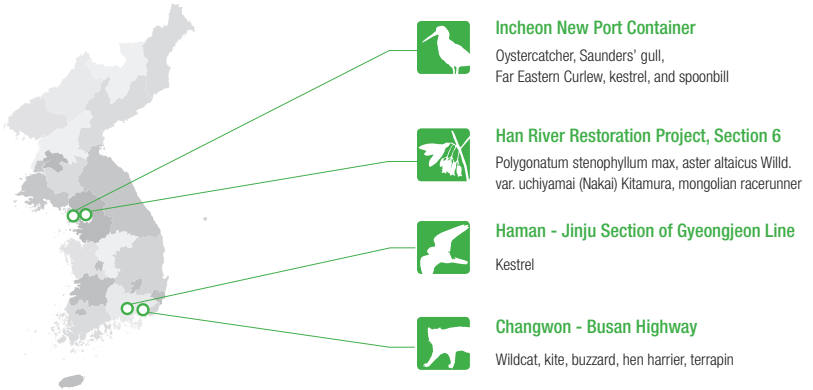 Incheon New Port Container
Oystercatcher, Saunders’ gull,
Far Eastern Curlew, kestrel, and spoonbill
Han River Restoration Project, Section 6
Polygonatum stenophyllum max, aster altaicus Willd.
var. uchiyamai (Nakai) Kitamura, mongolian racerunner
Haman - Jinju Section of Gyeongjeon Line
Kestrel
Changwon - Busan Highway
Wildcat, kite, buzzard, hen harrier, terrapin